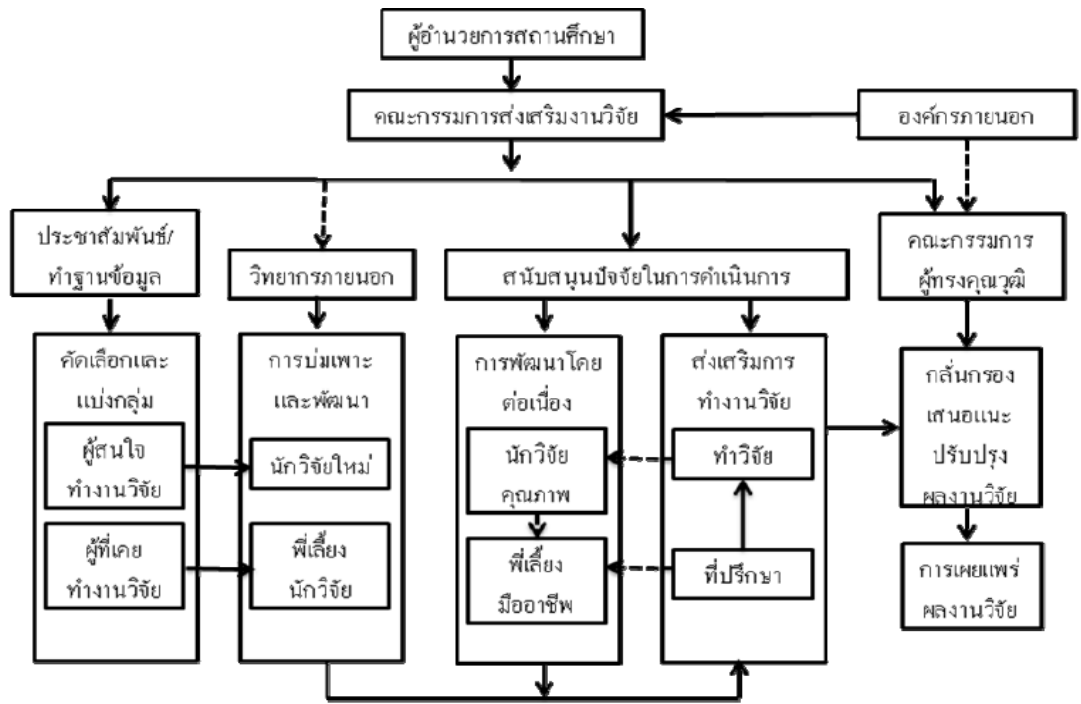 ผู้อำนวยการสถานศึกษา
คณะกรรมการส่งเสริมงานวิจัย
องค์กรภายนอก
ประชาสัมพันธ์/
ทำฐานข้อมูล
วิทยากรภายนอก
สนับสนุนปัจจัยในการดำเนินการ
คณะกรรมการ
ผู้ทรงคุณวุฒิ
คัดเลือกและ
แบ่งกลุ่ม
ผู้สนใจ
ทำงานวิจัย
ผู้ที่เคย
ทำงานวิจัย
การบ่มเพาะ
และพัฒนา
นักวิจัยใหม่
พี่เลี้ยง
นักวิจัย
การพัฒนาโดย
ต่อเนื่อง
นักวิจัย
คุณภาพ
พี่เลี้ยง
มืออาชีพ
ส่งเสริมการ
ทำงานวิจัย
ทำวิจัย
ที่ปรึกษา
กลั่นกรอง
เสนอแนะ
ปรับปรุง
ผลงานวิจัย
การเผยแพร่
ผลงานวิจัย